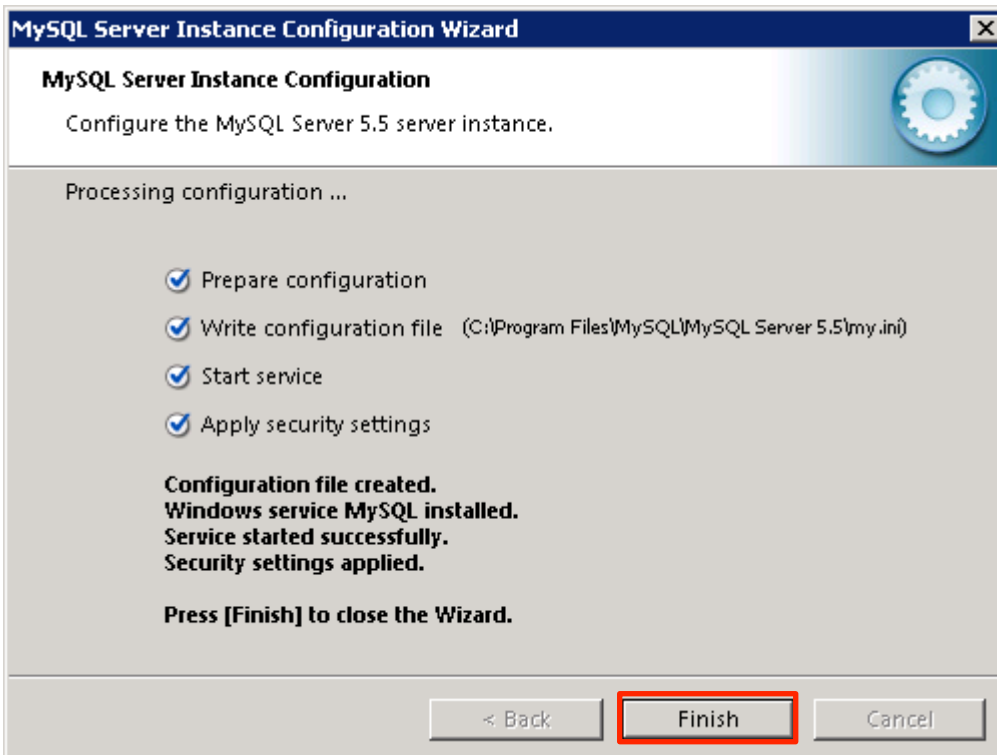 MySQL Server Instance Configuration Wizard
MySQL Server Instance Configuration
Configure the MySQL Server 5.5 server instance.
Processing configuration ...
Prepare configuration
Write configuration file (C:\Program Files\MySQL\MySQL Server 5.5\my.ini)
Start service
Apply security settings
Configuration file created.
Windows service MySQL installed.
Service started successfully.
Security settings applied.
Press [Finish] to close the Wizard.
< Back Finish Cancel